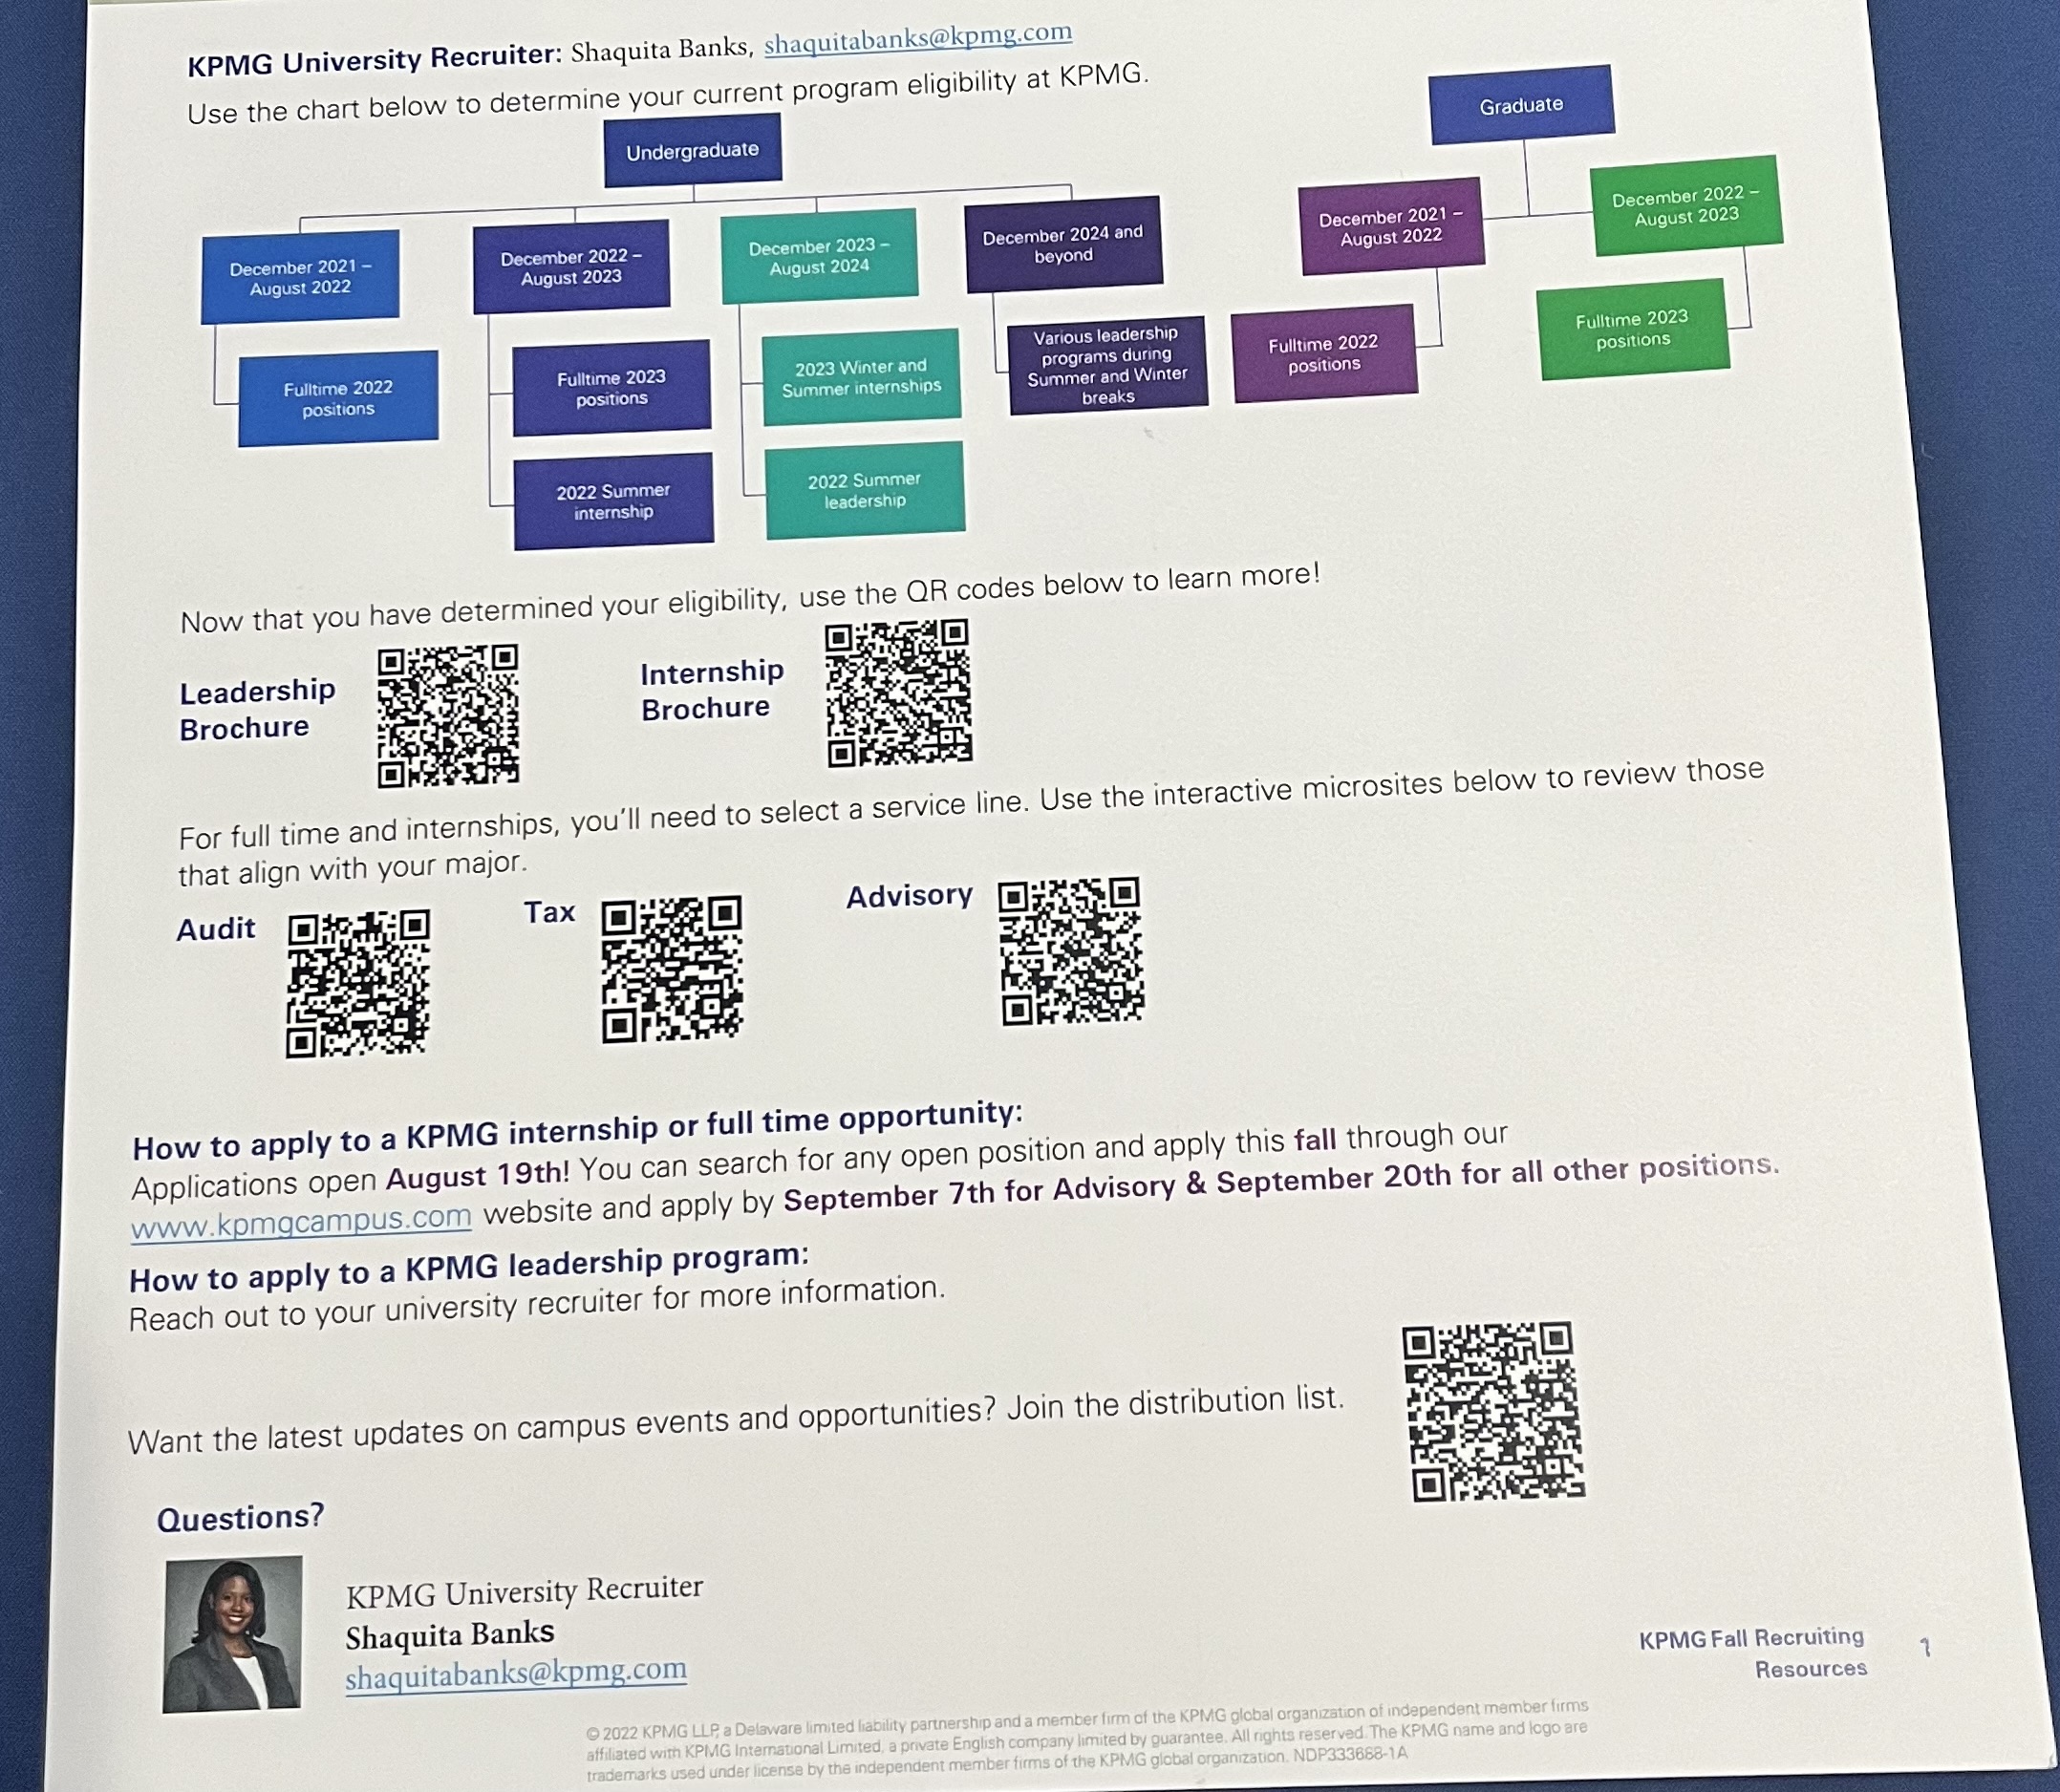 KPMG University Recruiter: Shaquita Banks, shaquitabanks@kpmg.com
Use the chart below to determine your current program eligibility at KPMG.
Undergraduate
December 2021 –
August 2022
Fulltime 2022
positions
December 2022 –
August 2023
Fulltime 2023
positions
2022 Summer
internship
December 2023 –
August 2024
2023 Winter and
Summer internships
2022 Summer
leadership
December 2024 and
beyond
Various leadership
programs during
Summer and Winter
breaks
Graduate
December 2021 –
August 2022
Fulltime 2022
positions
December 2022 –
August 2023
Fulltime 2023
positions
Now that you have determined your eligibility, use the QR codes below to learn more!
Leadership
Brochure
Internship
Brochure
For full time and internships, you'll need to select a service line. Use the interactive microsites below to review those
that align with your major.
Audit
Tax
Advisory
How to apply to a KPMG internship or full time opportunity:
Applications open August 19th! You can search for any open position and apply this fall through our
www.kpmgcampus.com website and apply by September 7th for Advisory & September 20th for all other positions.
How to apply to a KPMG leadership program:
Reach out to your university recruiter for more information.
Want the latest updates on campus events and opportunities? Join the distribution list.
Questions?
KPMG University Recruiter
Shaquita Banks
shaquitabanks@kpmg.com
KPMG Fall Recruiting
Resources
1
© 2022 KPMG LLP, a Delaware limited liability partnership and a member firm of the KPMG global organization of independent member firms
affiliated with KPMG International Limited, a private English company limited by guarantee. All rights reserved. The KPMG name and logo are
trademarks used under license by the independent member firms of the KPMG global organization. NDP333688-1A